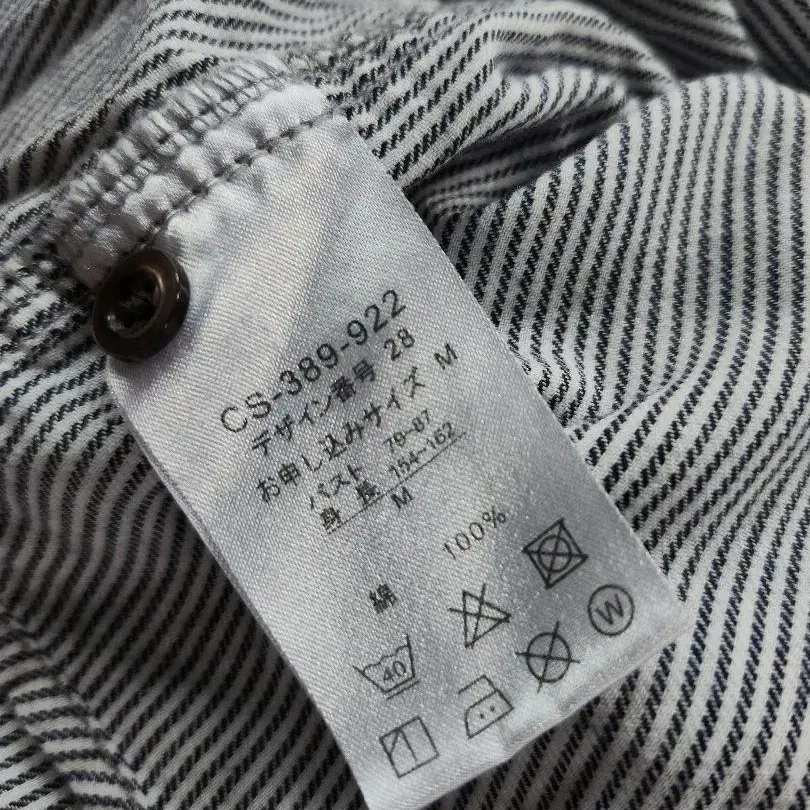 CS-389-922
デザイン番号 28
お申し込みサイズ M
バスト 79-87
身長 154-162
M
綿 100%
40
W